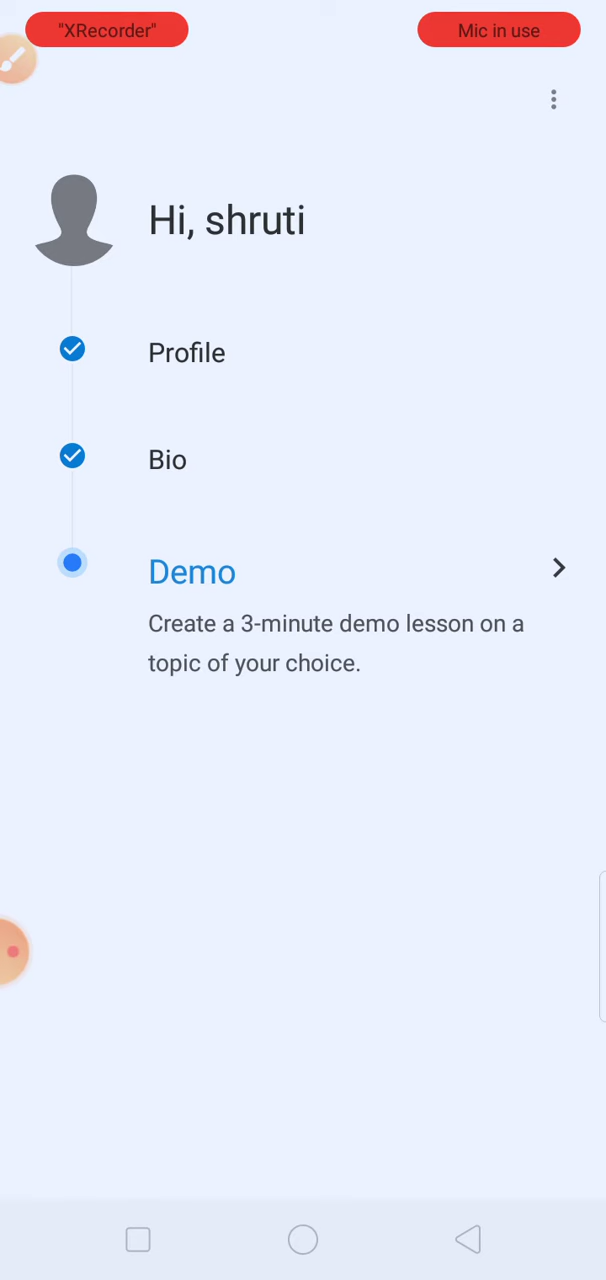 "XRecorder"
Mic in use
Hi, shruti
Profile
Bio
Demo
Create a 3-minute demo lesson on a
topic of your choice.